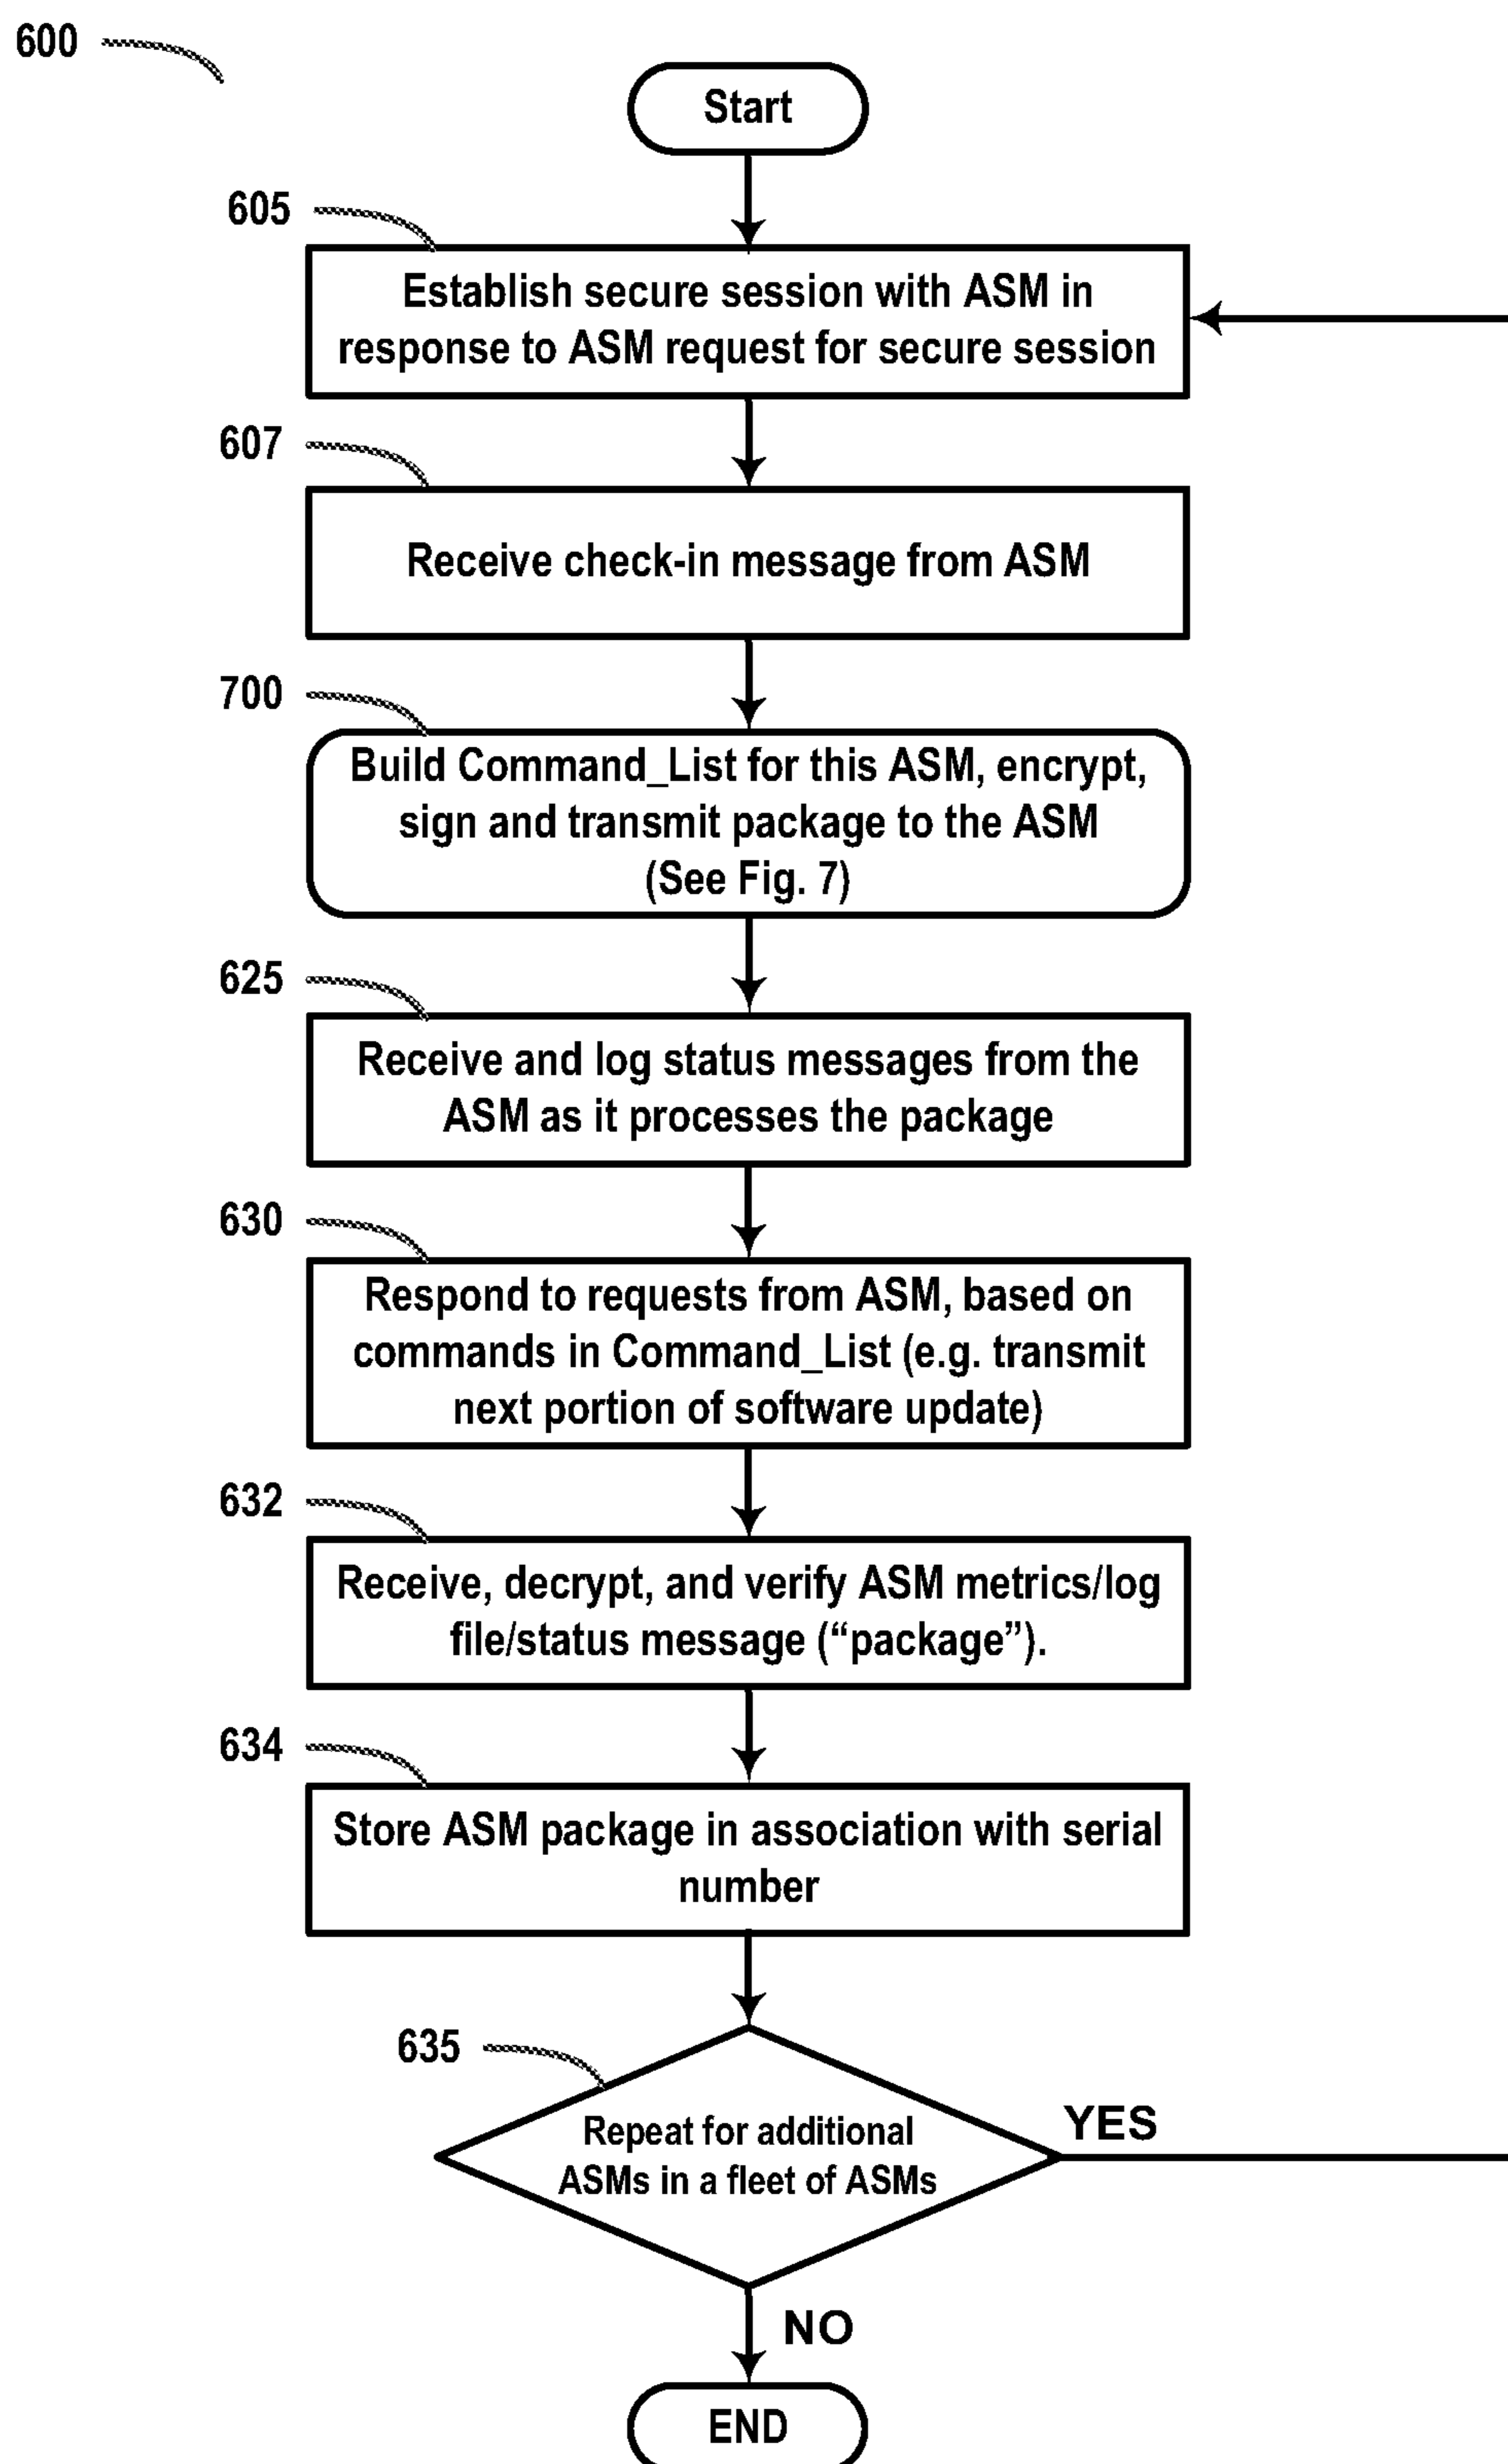 600
Start
605
Establish secure session with ASM in
response to ASM request for secure session
607
Receive check-in message from ASM
700
Build Command_List for this ASM, encrypt,
sign and transmit package to the ASM
(See Fig. 7)
625
Receive and log status messages from the
ASM as it processes the package
630
Respond to requests from ASM, based on
commands in Command_List (e.g. transmit
next portion of software update)
632
Receive, decrypt, and verify ASM metrics/log
file/status message (“package”).
634
Store ASM package in association with serial
number
635
Repeat for additional
ASMs in a fleet of ASMs
YES
NO
END